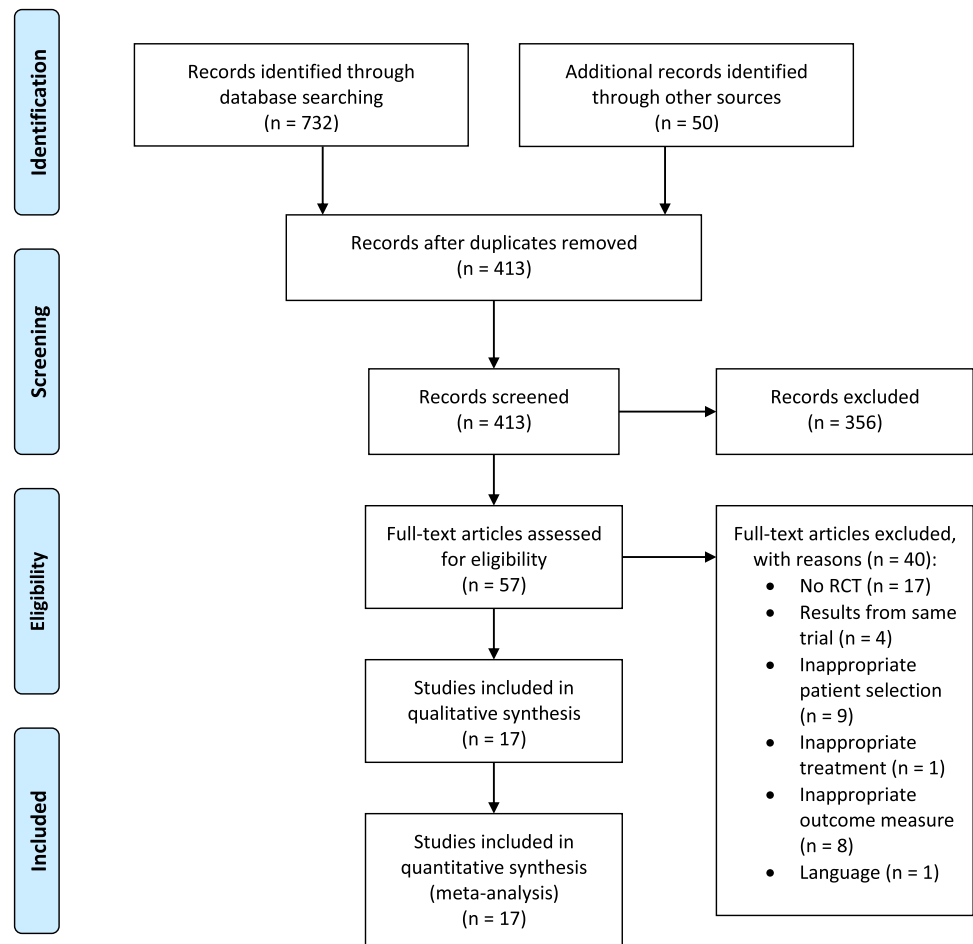 Identification
Records identified through
database searching
(n = 732)
Additional records identified
through other sources
(n = 50)
Records after duplicates removed
(n = 413)
Screening
Records screened
(n = 413)
Records excluded
(n = 356)
Eligibility
Full-text articles assessed
for eligibility
(n = 57)
Full-text articles excluded,
with reasons (n = 40):
• No RCT (n = 17)
• Results from same
trial (n = 4)
• Inappropriate
patient selection
(n = 9)
• Inappropriate
treatment (n = 1)
• Inappropriate
outcome measure
(n = 8)
• Language (n = 1)
Studies included in
qualitative synthesis
(n = 17)
Included
Studies included in
quantitative synthesis
(meta-analysis)
(n = 17)